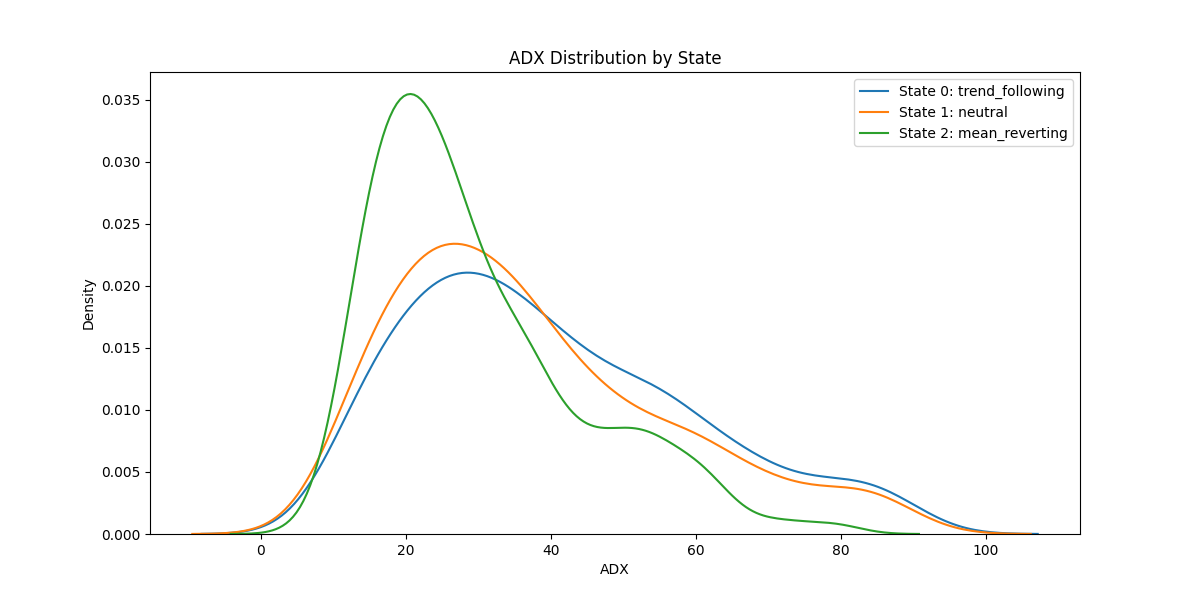 ADX Distribution by State
State 0: trend_following
State 1: neutral
State 2: mean_reverting
0.035
0.030
0.025
0.020
0.015
0.010
0.005
0.000
Density
0 20 40 60 80 100
ADX